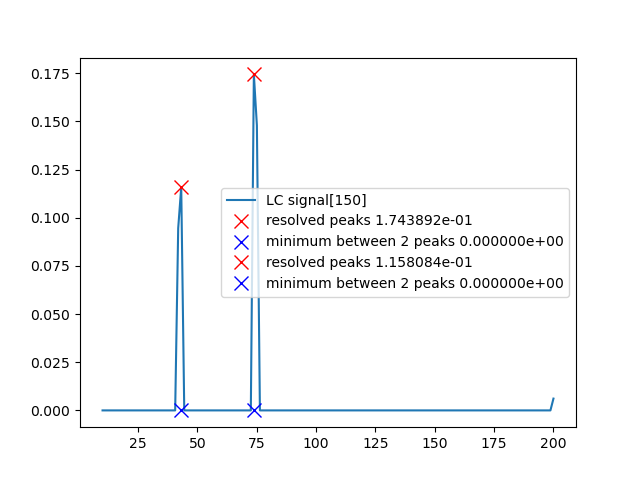 0.175
0.150
0.125
0.100
0.075
0.050
0.025
0.000
LC signal[150]
resolved peaks 1.743892e-01
minimum between 2 peaks 0.000000e+00
resolved peaks 1.158084e-01
minimum between 2 peaks 0.000000e+00
25 50 75 100 125 150 175 200